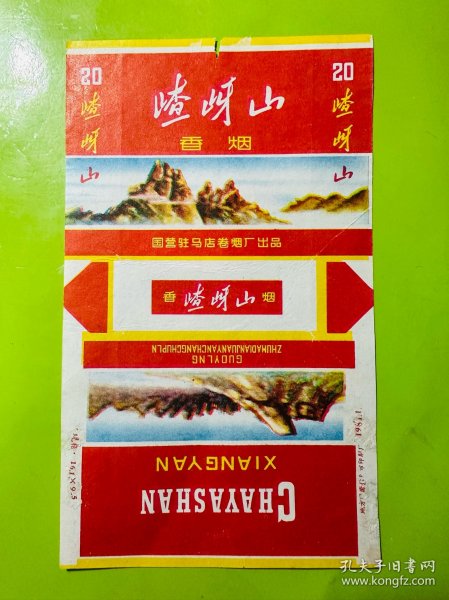 20
嵖岈山
20
嵖岈山
香烟
嵖岈山
国营驻马店卷烟厂出品
香 嵖岈山 烟
GUOYLNG
ZHUMADIANJUANYANCHANGCHUPLN
XIANGYAN
CHAYASHAN
孔夫子旧书网
www.kongfz.com